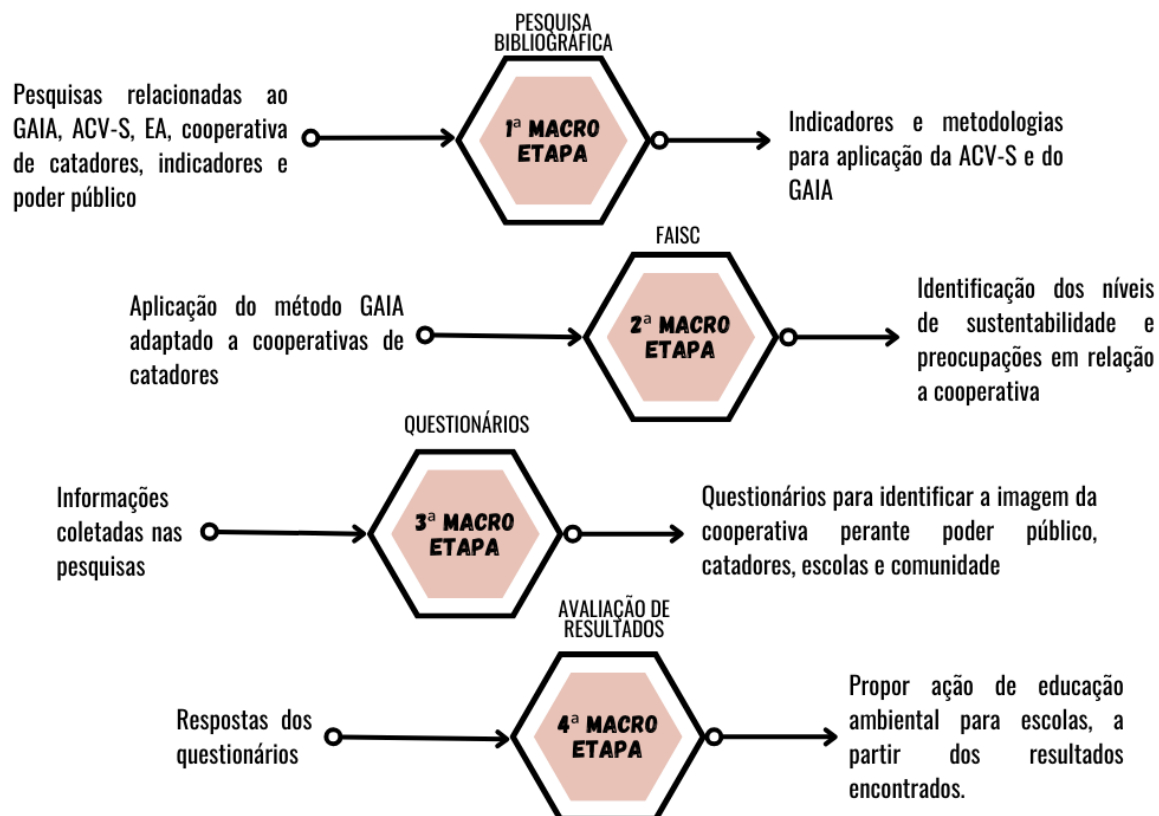 PESQUISA
BIBLIOGRÁFICA
Pesquisas relacionadas ao
GAIA, ACV-S, EA, cooperativa
de catadores, indicadores e
poder público
1ª MACRO
ETAPA
Indicadores e metodologias
para aplicação da ACV-S e do
GAIA
FAISC
Aplicação do método GAIA
adaptado a cooperativas de
catadores
2ª MACRO
ETAPA
Identificação dos níveis
de sustentabilidade e
preocupações em relação
a cooperativa
QUESTIONÁRIOS
Informações
coletadas nas
pesquisas
3ª MACRO
ETAPA
Questionários para identificar a imagem da
cooperativa perante poder público,
catadores, escolas e comunidade
AVALIAÇÃO DE
RESULTADOS
Respostas dos
questionários
4ª MACRO
ETAPA
Propor ação de educação
ambiental para escolas, a
partir dos resultados
encontrados.